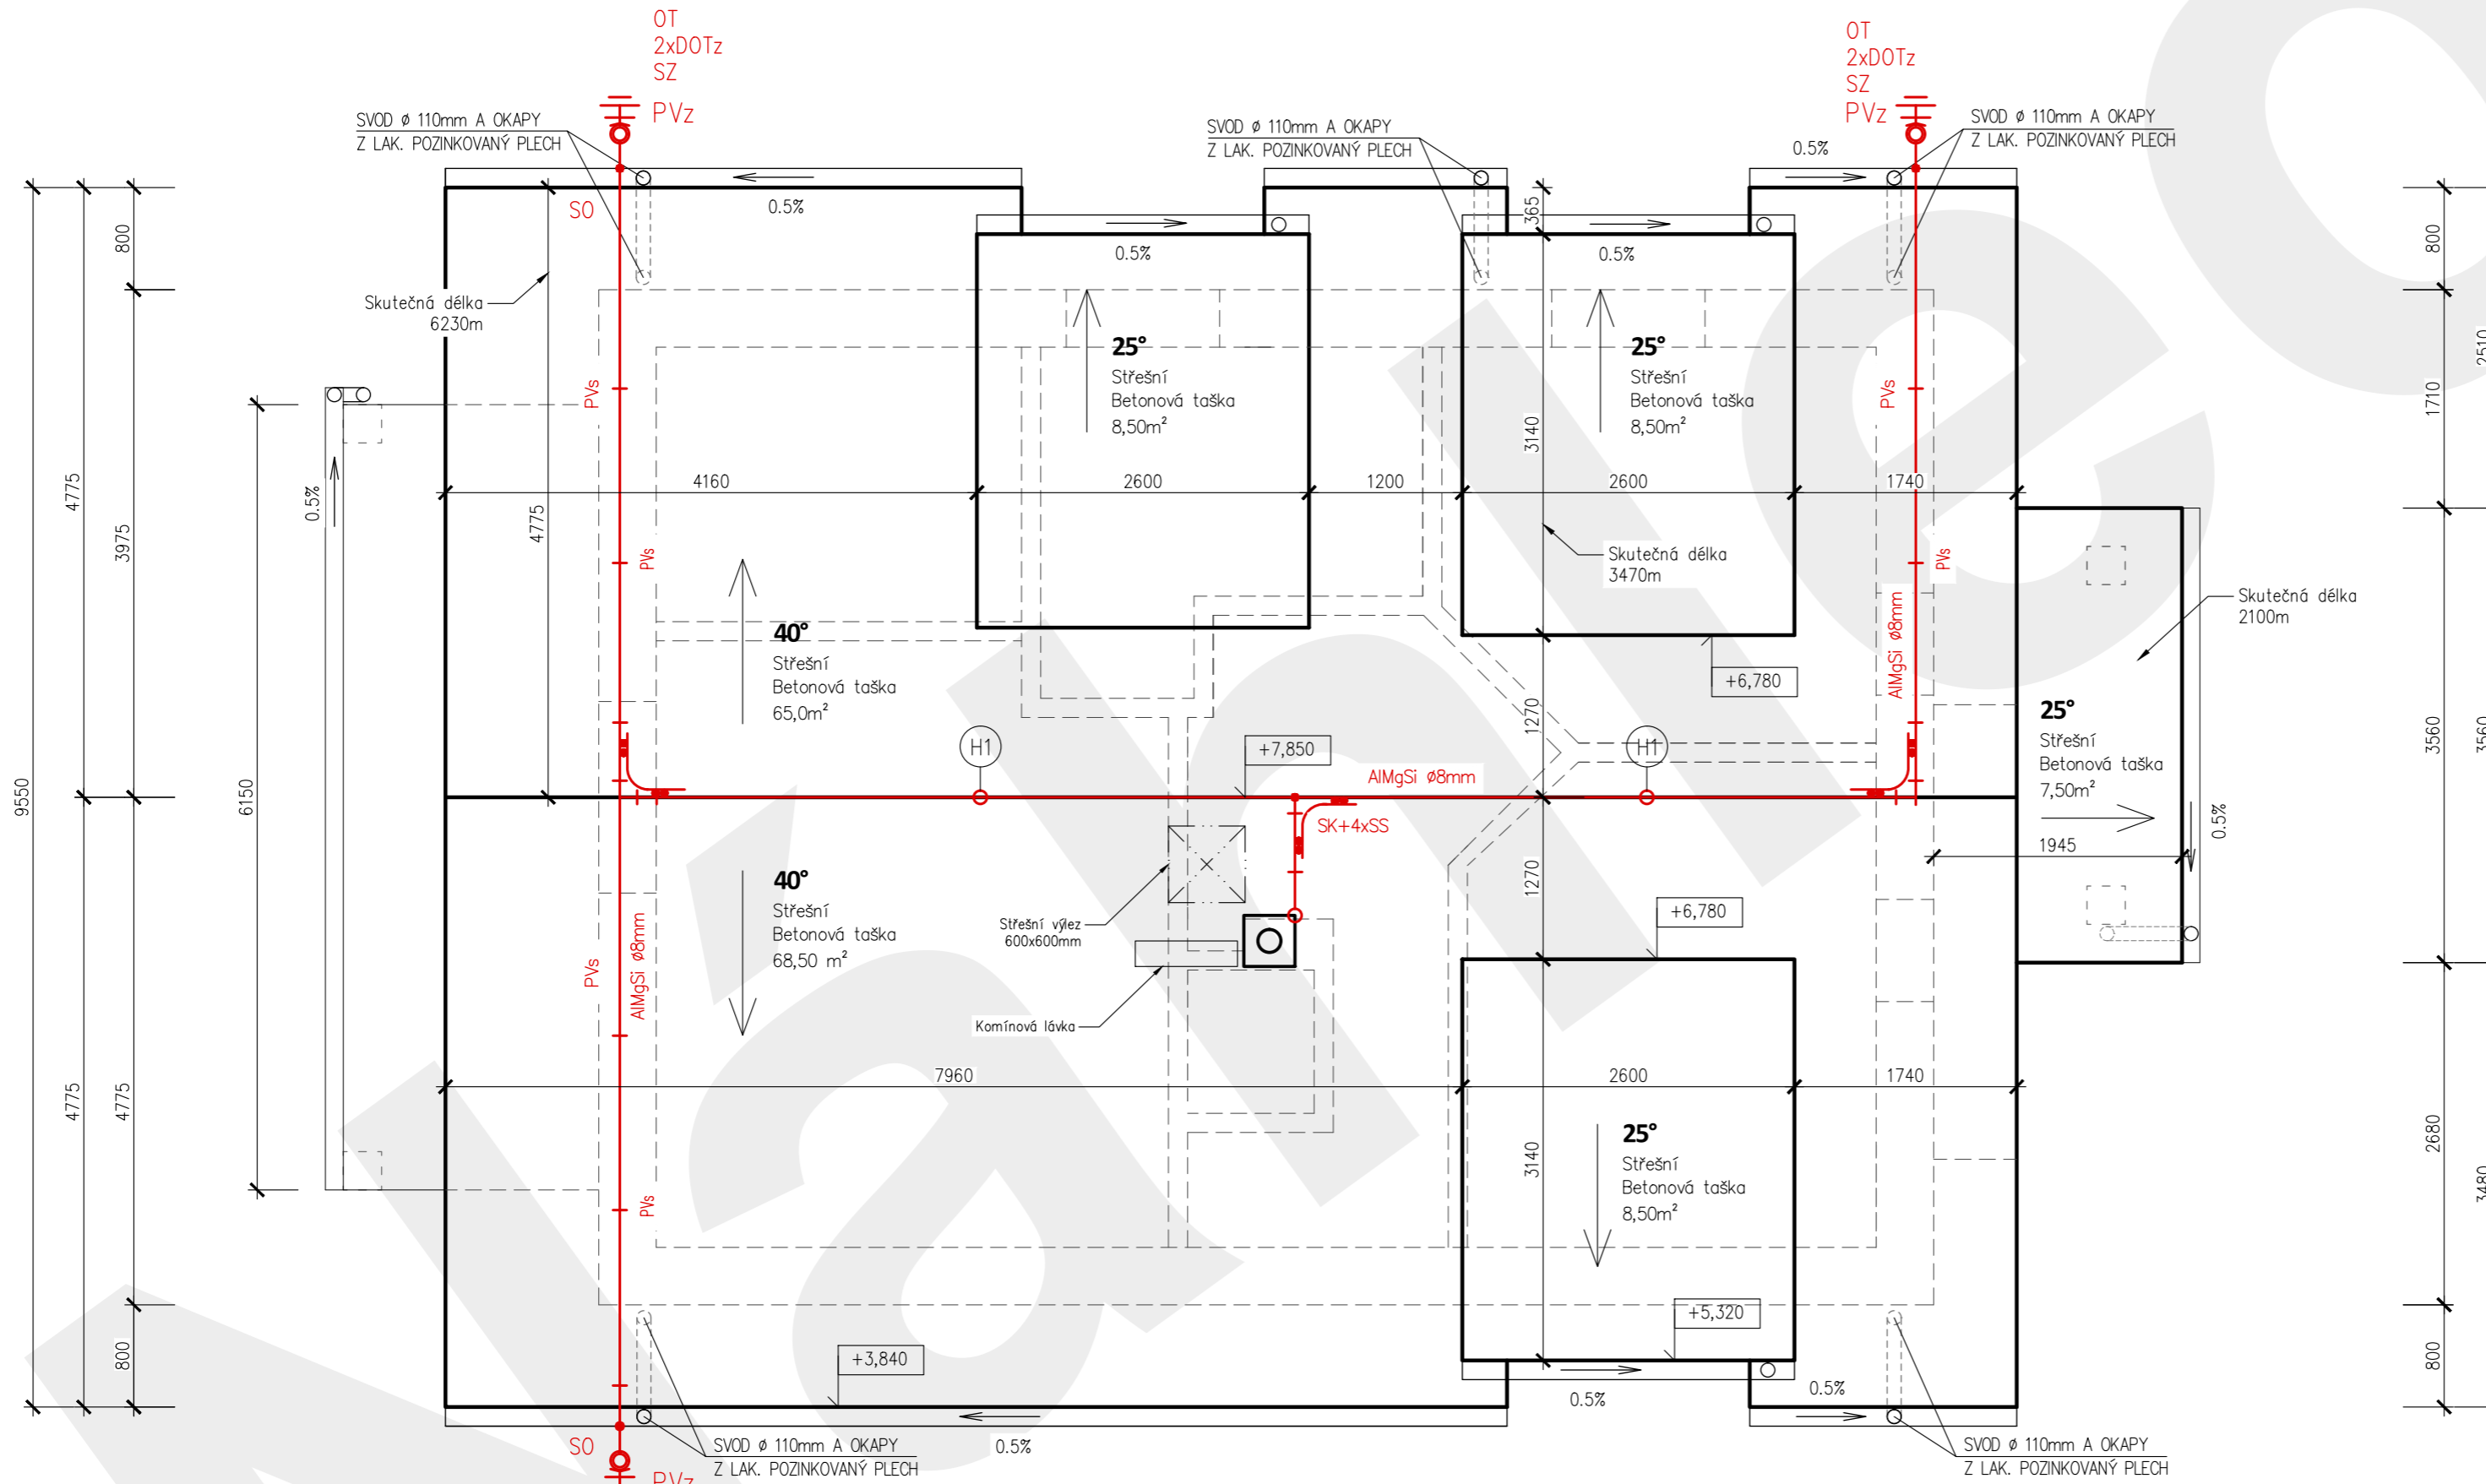 OT
2xDOTz
SZ
PVz
OT
2xDOTz
SZ
PVz
SVOD ø 110mm A OKAPY
Z LAK. POZINKOVANÝ PLECH
SVOD ø 110mm A OKAPY
Z LAK. POZINKOVANÝ PLECH
SVOD ø 110mm A OKAPY
Z LAK. POZINKOVANÝ PLECH
0.5%
SO
0.5%
365
800
800
0.5%
0.5%
Skutečná délka
6230m
25°
Střešní
Betonová taška
8,50m²
25°
Střešní
Betonová taška
8,50m²
PVs
PVs
2510
1710
3140
4775
3975
0.5%
4775
4160
2600
1200
2600
1740
PVs
PVs
Skutečná délka
3470m
Skutečná délka
2100m
40°
Střešní
Betonová taška
65,0m²
AlMgSi ø8mm
+6,780
1270
25°
Střešní
Betonová taška
7,50m²
H1
+7,850
H1
AlMgSi ø8mm
9550
6150
3560
3560
SK+4xSS
0.5%
1945
1270
40°
Střešní
Betonová taška
68,50 m²
Střešní výlez
600x600mm
+6,780
PVs
AlMgSi ø8mm
Komínová lávka
7960
2600
1740
4775
4775
25°
Střešní
Betonová taška
8,50m²
3140
2680
3480
PVs
+5,320
+3,840
800
800
0.5%
0.5%
SO
0.5%
SVOD ø 110mm A OKAPY
Z LAK. POZINKOVANÝ PLECH
SVOD ø 110mm A OKAPY
Z LAK. POZINKOVANÝ PLECH
PVz